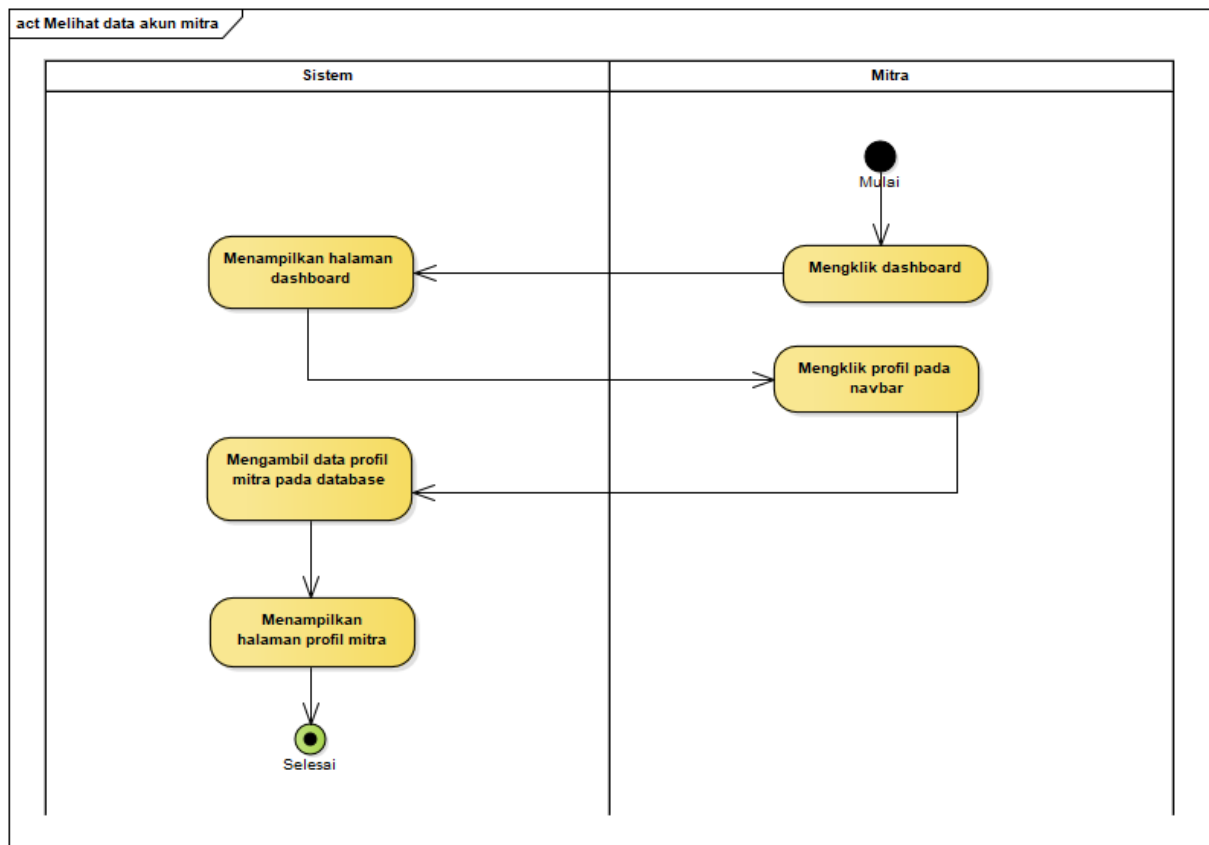 act Melihat data akun mitra
Sistem
Mitra
Mulai
Menampilkan halaman
dashboard
Mengklik dashboard
Mengklik profil pada
navbar
Mengambil data profil
mitra pada database
Menampilkan
halaman profil mitra
Selesai